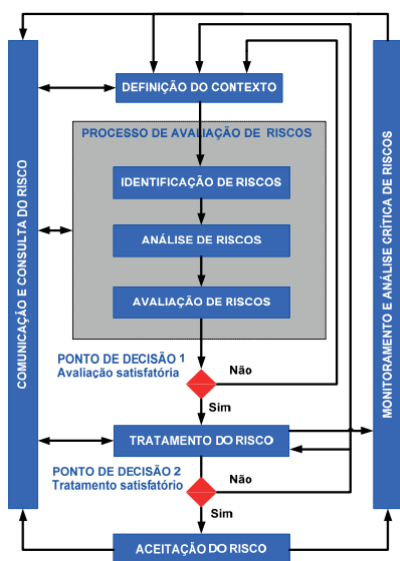 DEFINIÇÃO DO CONTEXTO
PROCESSO DE AVALIAÇÃO DE RISCOS
IDENTIFICAÇÃO DE RISCOS
ANÁLISE DE RISCOS
AVALIAÇÃO DE RISCOS
PONTO DE DECISÃO 1
Avaliação satisfatória
Não
Sim
TRATAMENTO DO RISCO
PONTO DE DECISÃO 2
Tratamento satisfatório
Não
Sim
ACEITAÇÃO DO RISCO
COMUNICAÇÃO E CONSULTA DO RISCO
MONITORAMENTO E ANÁLISE CRÍTICA DE RISCOS